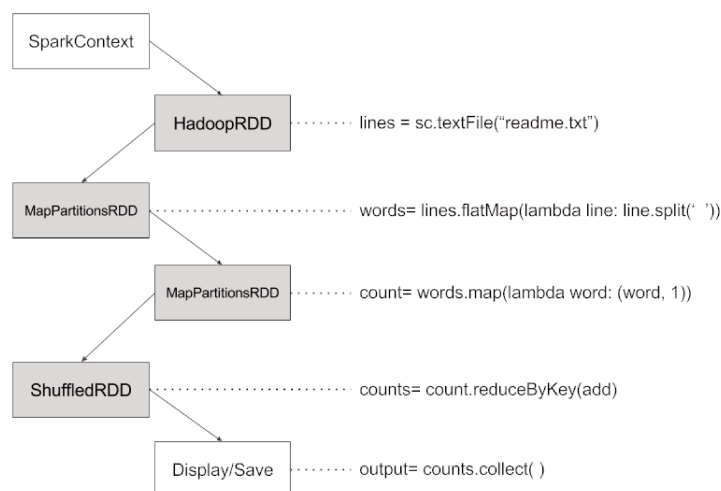 SparkContext
HadoopRDD
lines = sc.textFile(“readme.txt”)
MapPartitionsRDD
words= lines.flatMap(lambda line: line.split(‘ ’))
MapPartitionsRDD
count= words.map(lambda word: (word, 1))
ShuffledRDD
counts= count.reduceByKey(add)
Display/Save
output= counts.collect( )